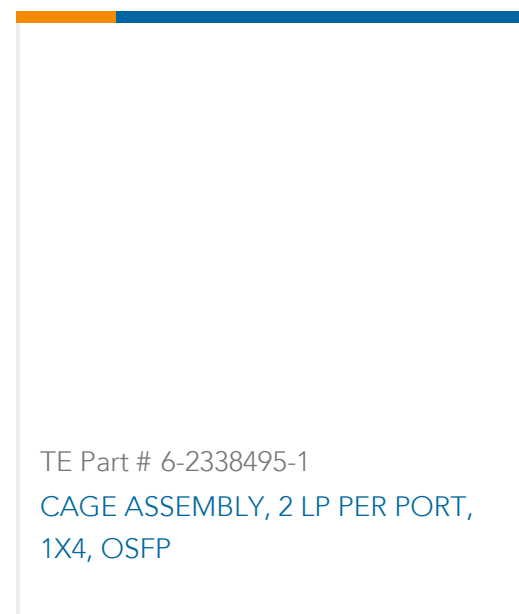 TE Part # 6-2338495-1
CAGE ASSEMBLY, 2 LP PER PORT,
1X4, OSFP